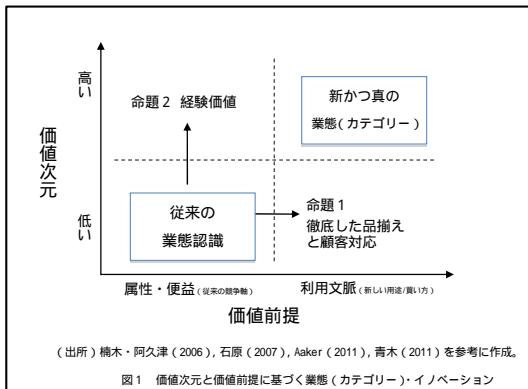 高い
命題２ 経験価値
新かつ真の
業態(カテゴリー)
価値次元
低い
従来の
業態認識
命題１
徹底した品揃え
と顧客対応
属性・便益(従来の競争軸)
利用文脈(新しい用途/買い方)
価値前提
(出所)楠木・阿久津(2006), 石原(2007), Aaker(2011), 青木(2011)を参考に作成。
図１ 価値次元と価値前提に基づく業態(カテゴリー)・イノベーション